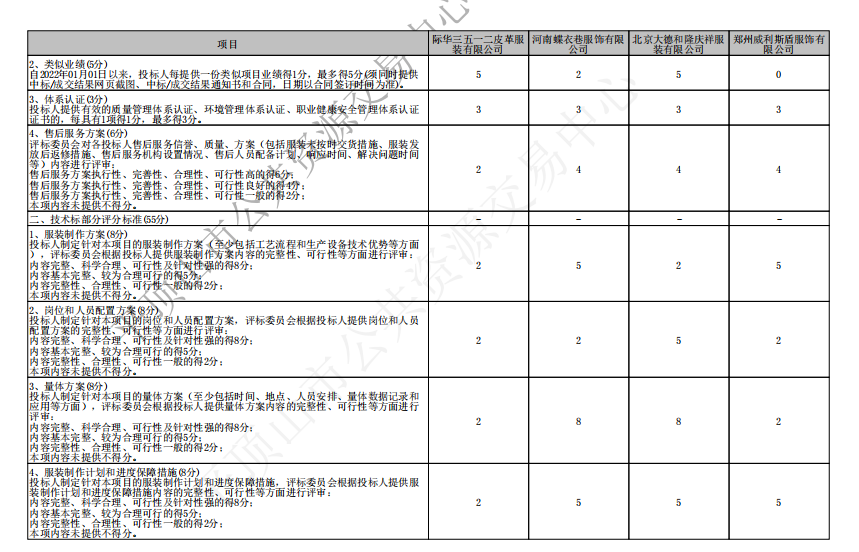 项目
际华三五一二皮革服
装有限公司
河南蝶衣巷服饰有限
公司
北京大德和隆庆祥服
装有限公司
郑州威利斯盾服饰有
限公司
2、类似业绩(5分)
自2022年01月01日以来，投标人每提供一份类似项目业绩得1分，最多得5分(须同时提供
中标/成交结果网页截图、中标/成交结果通知书和合同，日期以合同签订时间为准)。
5
2
5
0
3、体系认证(3分)
投标人提供有效的质量管理体系认证、环境管理体系认证、职业健康安全管理体系认证
证书的，每具有1项得1分，最多得3分。
3
3
3
3
4、售后服务方案(6分)
评标委员会对各投标人售后服务信誉、质量、方案（包括服装未按时交货措施、服装发
放后返修措施、售后服务机构设置情况、售后人员配备计划、响应时间、解决问题时间
等）内容进行评审：
售后服务方案执行性、完善性、合理性、可行性高的得6分；
售后服务方案执行性、完善性、合理性、可行性良好的得4分；
售后服务方案执行性、完善性、合理性、可行性一般的得2分；
本项内容未提供不得分。
2
4
4
4
二、技术标部分评分标准(55分)
－
－
－
－
1、服装制作方案(8分)
投标人制定针对本项目的服装制作方案（至少包括工艺流程和生产设备技术优势等方面
），评标委员会根据投标人提供服装制作方案内容的完整性、可行性等方面进行评审：
内容完整、科学合理、可行性及针对性强的得8分；
内容基本完整、较为合理可行的得5分；
内容完整性、合理性、可行性一般的得2分；
本项内容未提供不得分。
2
5
2
5
2、岗位和人员配置方案(8分)
投标人制定针对本项目的岗位和人员配置方案，评标委员会根据投标人提供岗位和人员
配置方案的完整性、可行性等方面进行评审：
内容完整、科学合理、可行性及针对性强的得8分；
内容基本完整、较为合理可行的得5分；
内容完整性、合理性、可行性一般的得2分；
本项内容未提供不得分。
2
2
5
2
3、量体方案(8分)
投标人制定针对本项目的量体方案（至少包括时间、地点、人员安排、量体数据记录和
应用等方面），评标委员会根据投标人提供量体方案内容的完整性、可行性等方面进行
评审：
内容完整、科学合理、可行性及针对性强的得8分；
内容基本完整、较为合理可行的得5分；
内容完整性、合理性、可行性一般的得2分；
本项内容未提供不得分。
2
8
8
2
4、服装制作计划和进度保障措施(8分)
投标人制定针对本项目的服装制作计划和进度保障措施，评标委员会根据投标人提供服
装制作计划和进度保障措施内容的完整性、可行性等方面进行评审：
内容完整、科学合理、可行性及针对性强的得8分；
内容基本完整、较为合理可行的得5分；
内容完整性、合理性、可行性一般的得2分；
本项内容未提供不得分。
2
5
5
5
平顶山市公共资源交易中心
平顶山市公共资源交易中心